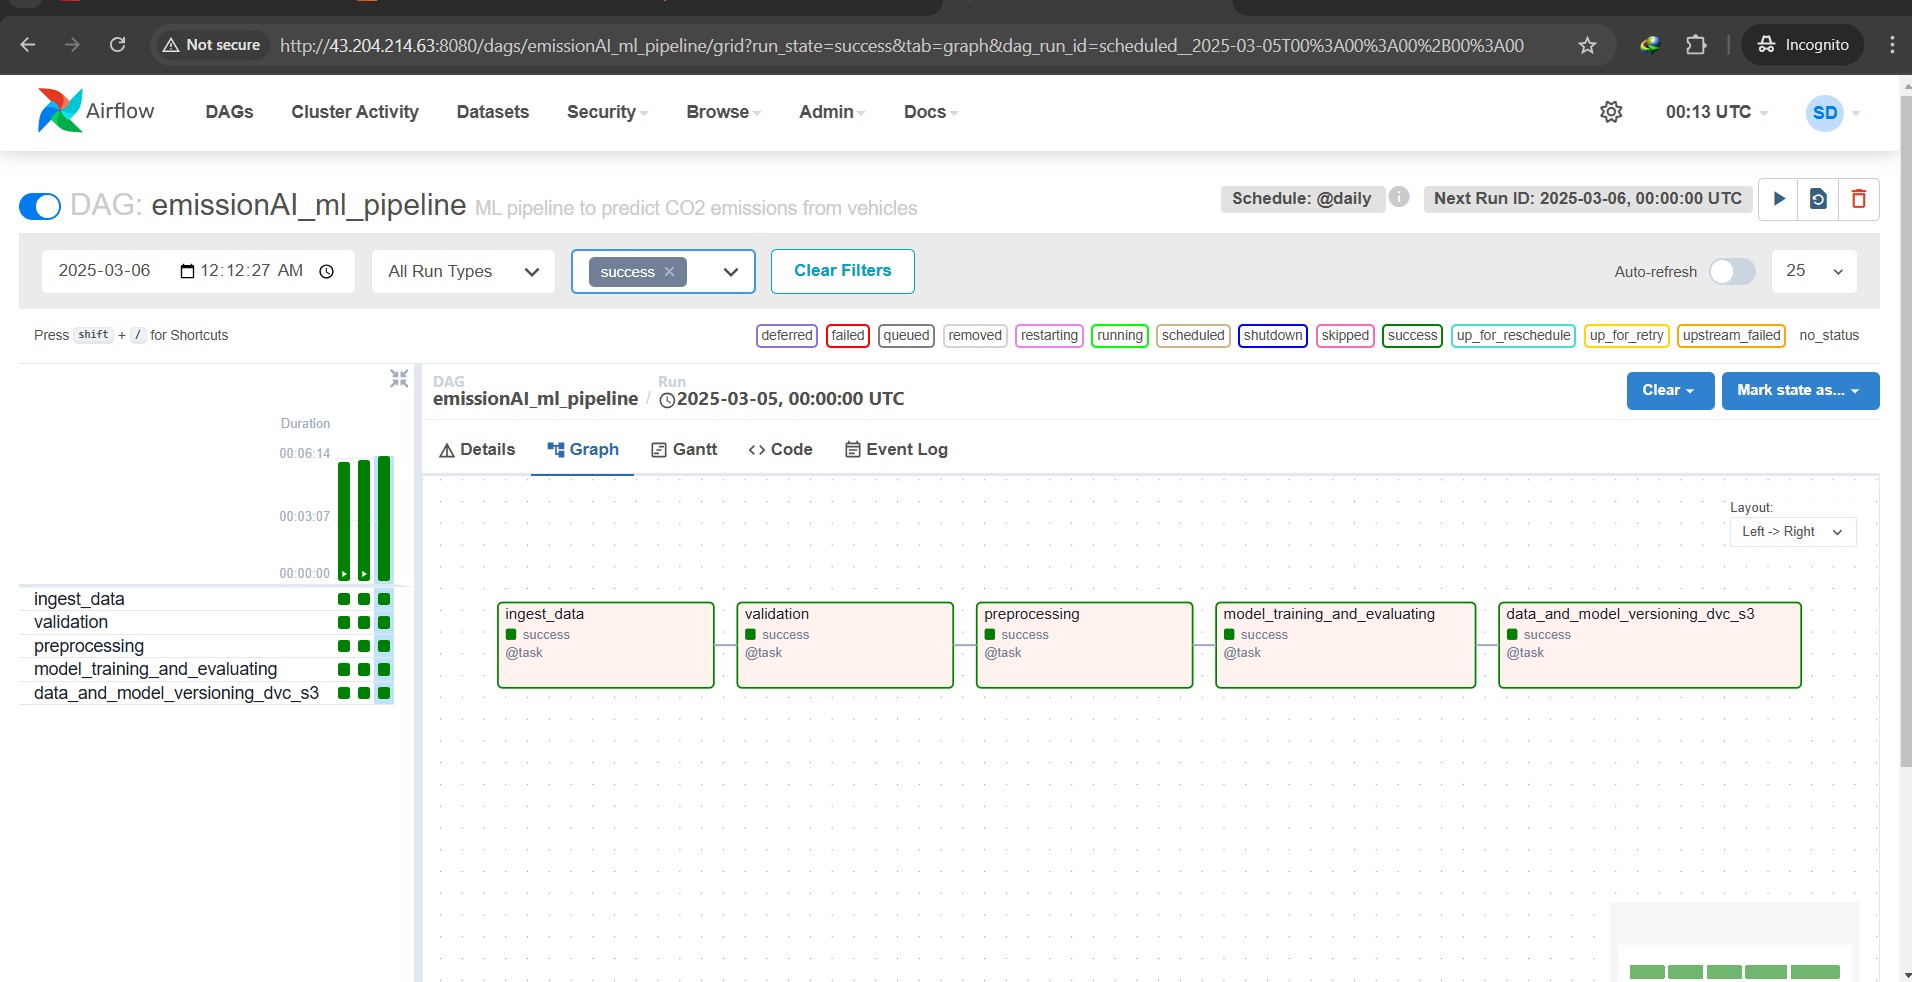 Not secure
http://43.204.214.63:8080/dags/emissionAI_ml_pipeline/grid?run_state=success&tab=graph&dag_run_id=scheduled__2025-03-05T00%3A00%3A00%2B00%3A00
Incognito
Airflow
DAGs
Cluster Activity
Datasets
Security
Browse
Admin
Docs
00:13 UTC
SD
DAG: emissionAI_ml_pipeline ML pipeline to predict CO2 emissions from vehicles
Schedule: @daily
i
Next Run ID: 2025-03-06, 00:00:00 UTC
2025-03-06 12:12:27 AM
All Run Types
success
Clear Filters
Auto-refresh
25
Press shift + / for Shortcuts
deferred
failed
queued
removed
restarting
running
scheduled
shutdown
skipped
success
up_for_reschedule
up_for_retry
upstream_failed
no_status
Duration
00:06:14
00:03:07
00:00:00
ingest_data
validation
preprocessing
model_training_and_evaluating
data_and_model_versioning_dvc_s3
DAG
emissionAI_ml_pipeline
/
Run
2025-03-05, 00:00:00 UTC
Clear
Mark state as...
Details
Graph
Gantt
Code
Event Log
Layout:
Left -> Right
ingest_data
success
@task
validation
success
@task
preprocessing
success
@task
model_training_and_evaluating
success
@task
data_and_model_versioning_dvc_s3
success
@task